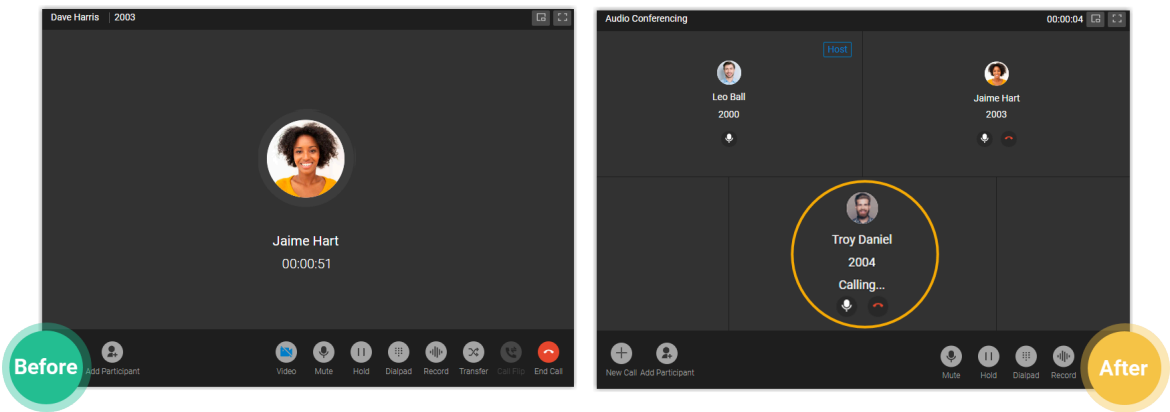 Dave Harris 2003
Jaime Hart
00:00:51
Before
Add Participant
Video Mute Hold Dialpad Record Transfer Call Flip End Call
Audio Conferencing 00:00:04
Host
Leo Ball
2000
Jaime Hart
2003
Troy Daniel
2004
Calling...
New Call Add Participant
Mute Hold Dialpad Record
After